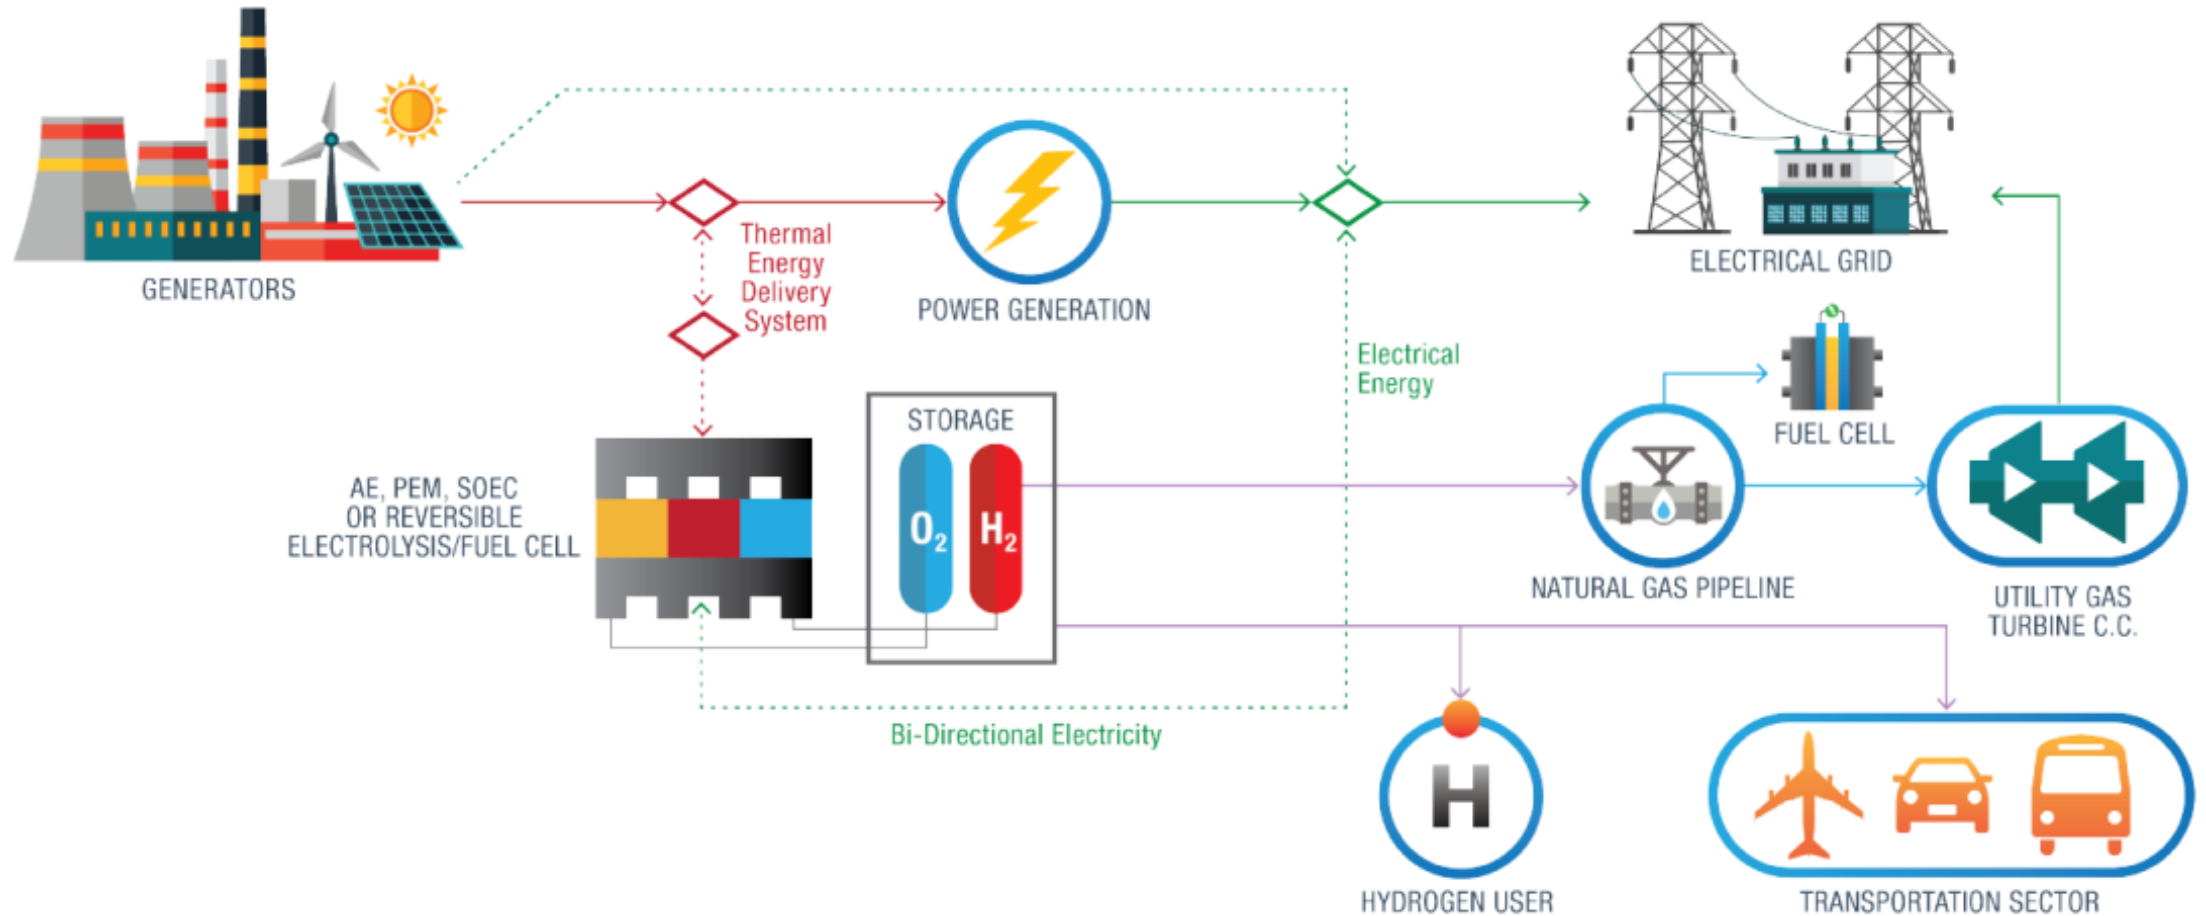 GENERATORS
Thermal
Energy
Delivery
System
POWER GENERATION
ELECTRICAL GRID
Electrical
Energy
FUEL CELL
STORAGE
O₂
H₂
AE, PEM, SOEC
OR REVERSIBLE
ELECTROLYSIS/FUEL CELL
NATURAL GAS PIPELINE
UTILITY GAS
TURBINE C.C.
Bi-Directional Electricity
H
HYDROGEN USER
TRANSPORTATION SECTOR